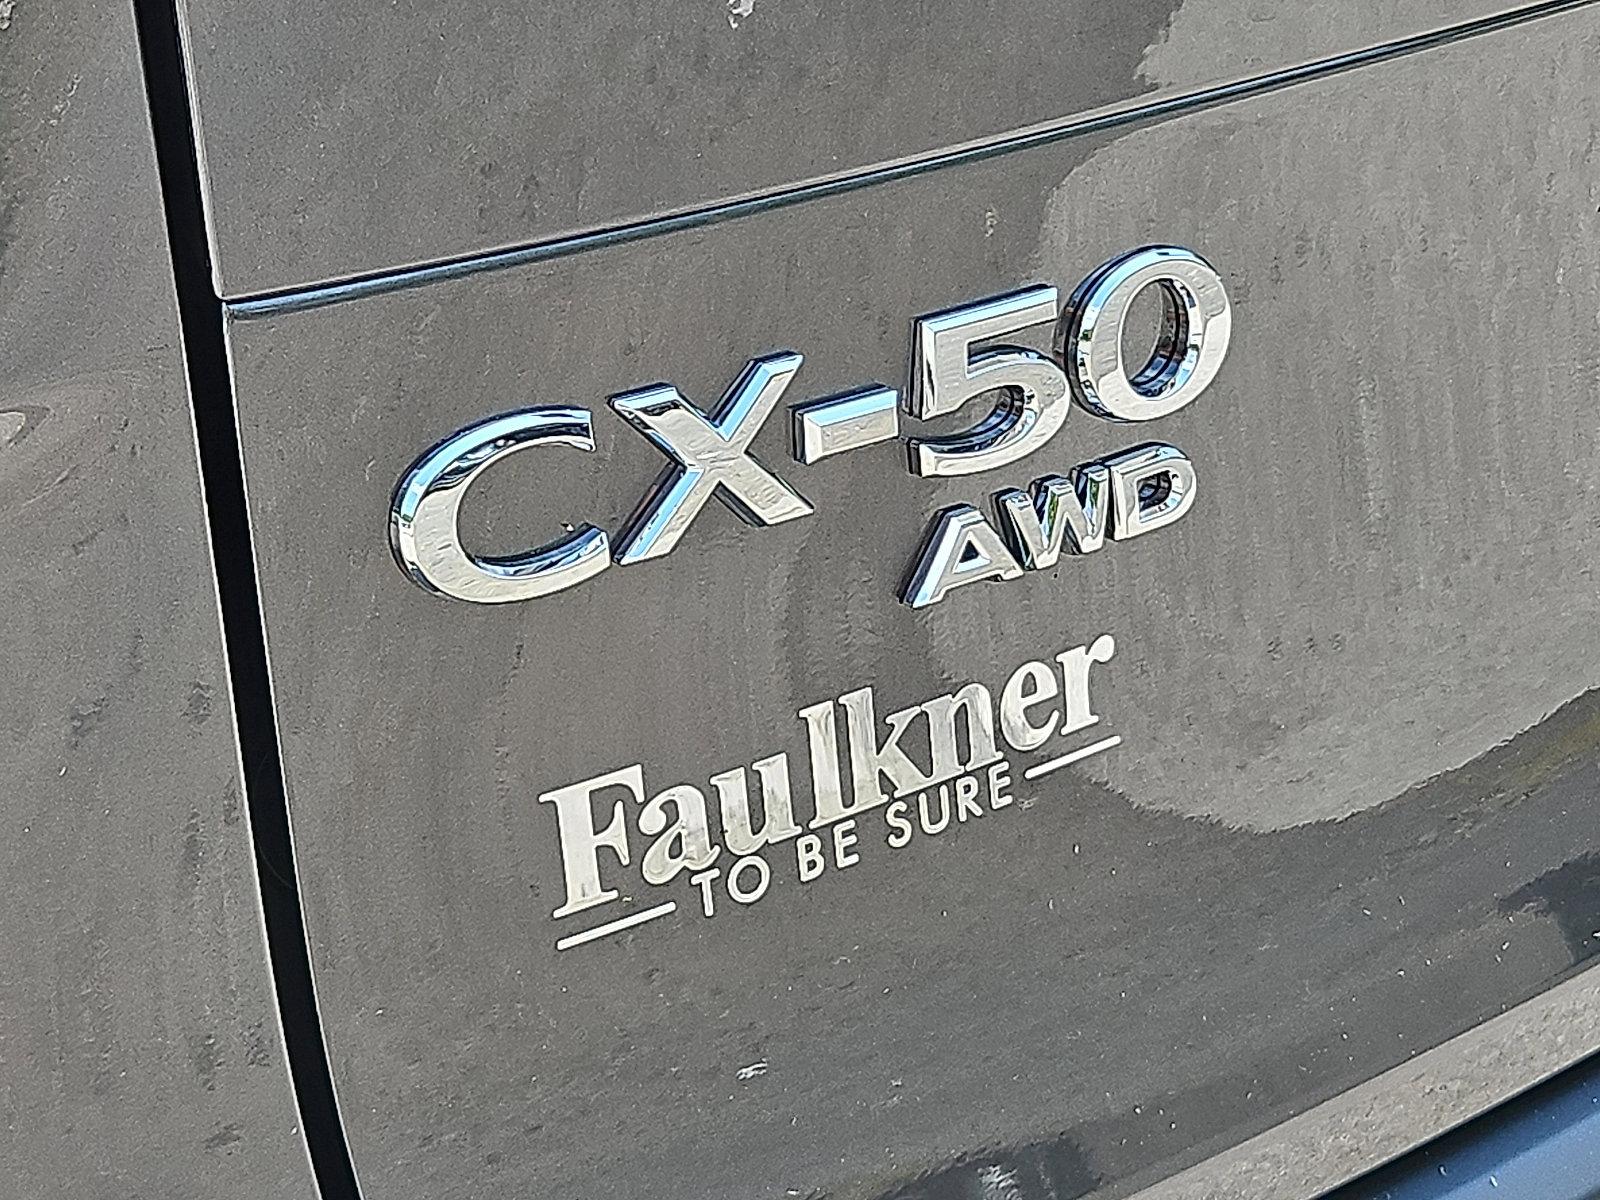 CX-50
AWD
Faulkner
TO BE SURE